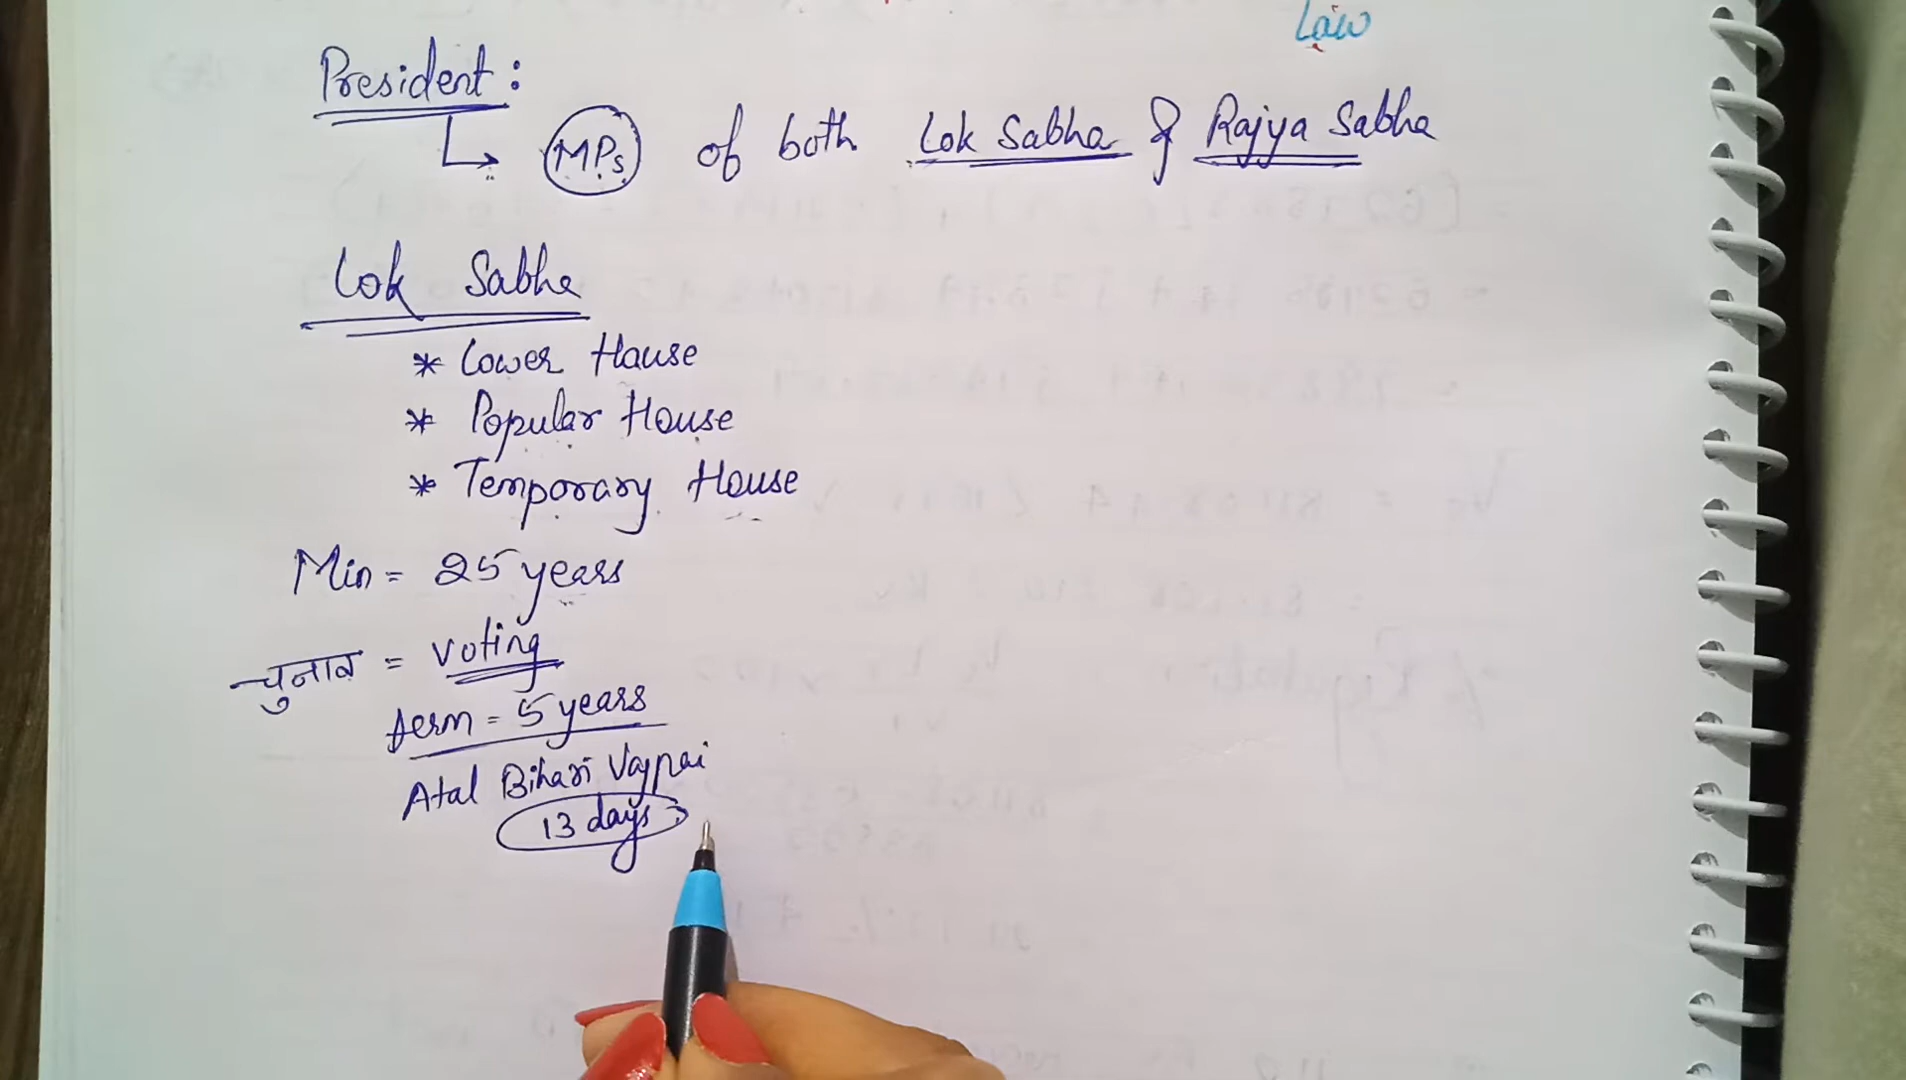 Law
President:
MPs of both Lok Sabha & Rajya Sabha
Lok Sabha
* Lower House
* Popular House
* Temporary House
Min = 25 years
चुनाव = voting
term = 5 years
Atal Bihari Vajpai
13 days